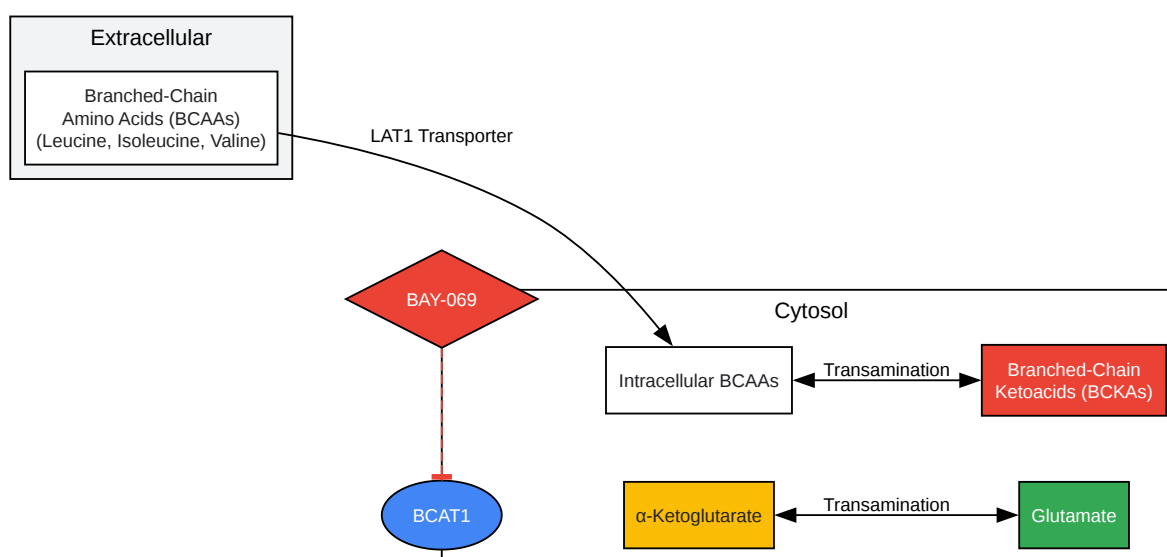 Extracellular
Branched-Chain
Amino Acids (BCAAs)
(Leucine, Isoleucine, Valine)
LAT1 Transporter
BAY-069
Cytosol
Intracellular BCAAs
Transamination
Branched-Chain
Ketoacids (BCKAs)
BCAT1
α-Ketoglutarate
Transamination
Glutamate